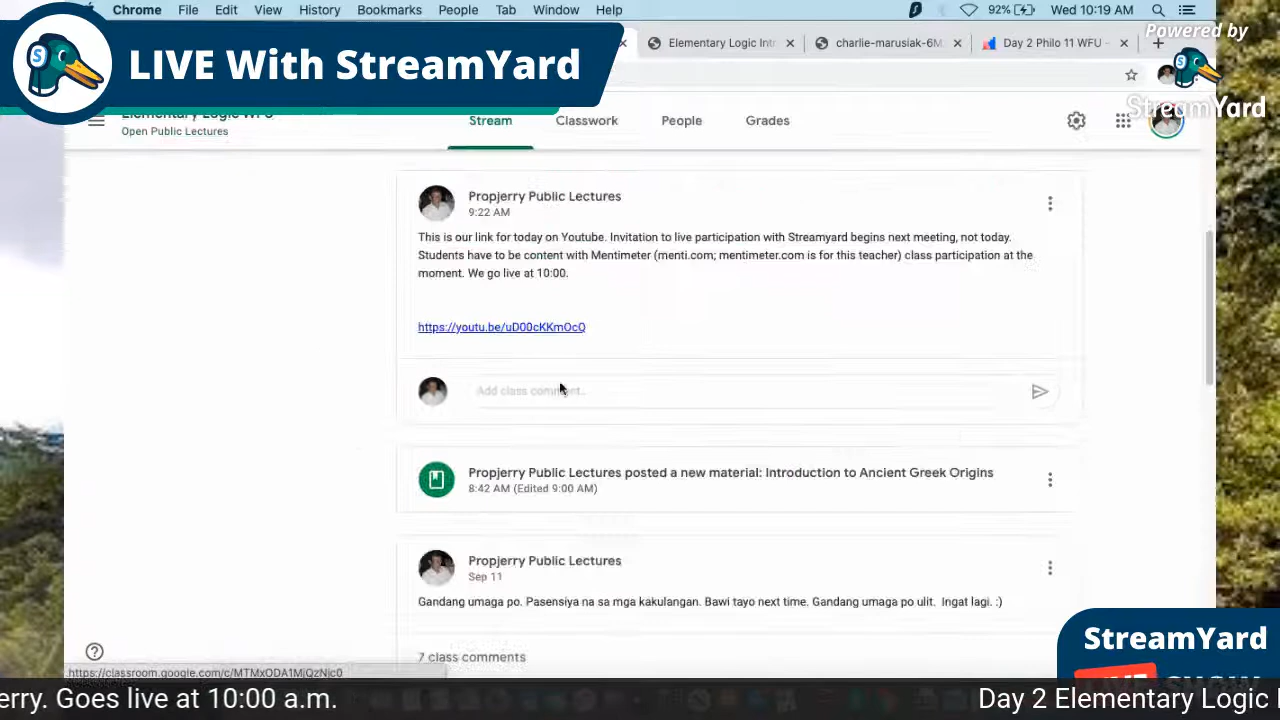 Chrome File Edit View History Bookmarks People Tab Window Help 92% Wed 10:19 AM
Powered by
LIVE With StreamYard
Elementary Logic Intr charlie-marusiak-6M Day 2 Philo 11 WFU -
StreamYard
Elementary Logic WFU
Open Public Lectures
Stream Classwork People Grades
Propjerry Public Lectures
9:22 AM
This is our link for today on Youtube. Invitation to live participation with Streamyard begins next meeting, not today.
Students have to be content with Mentimeter (menti.com; mentimeter.com is for this teacher) class participation at the
moment. We go live at 10:00.
https://youtu.be/uD00cKKmOcQ
Add class comment..
Propjerry Public Lectures posted a new material: Introduction to Ancient Greek Origins
8:42 AM (Edited 9:00 AM)
Propjerry Public Lectures
Sep 11
Gandang umaga po. Pasensiya na sa mga kakulangan. Bawi tayo next time. Gandang umaga po ulit. Ingat lagi. :)
7 class comments
StreamYard
https://classroom.google.com/c/MTMxODA1MjQzNjc0
erry. Goes live at 10:00 a.m. Day 2 Elementary Logic